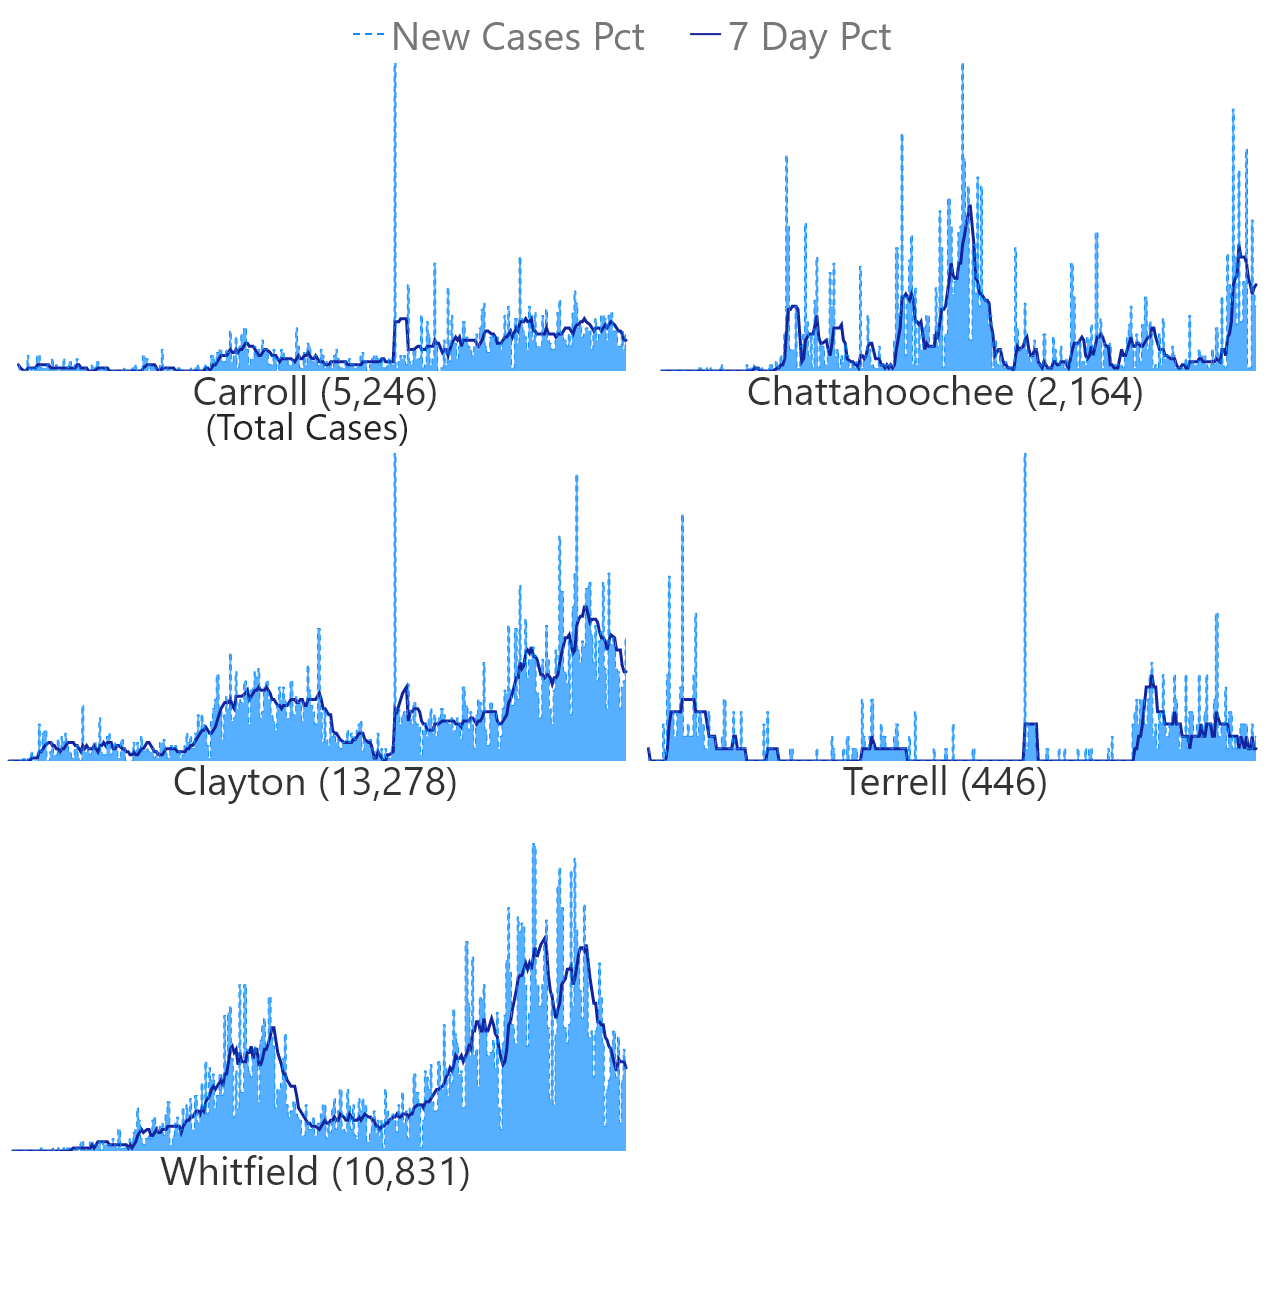 New Cases Pct 7 Day Pct
Carroll (5,246) Chattahoochee (2,164)
(Total Cases)
Clayton (13,278) Terrell (446)
Whitfield (10,831)